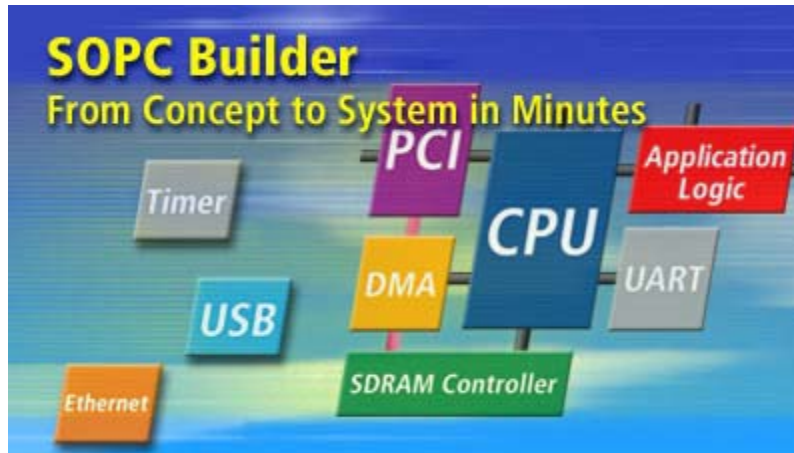 SOPC Builder
From Concept to System in Minutes
PCI
Application
Logic
Timer
CPU
DMA
UART
USB
SDRAM Controller
Ethernet